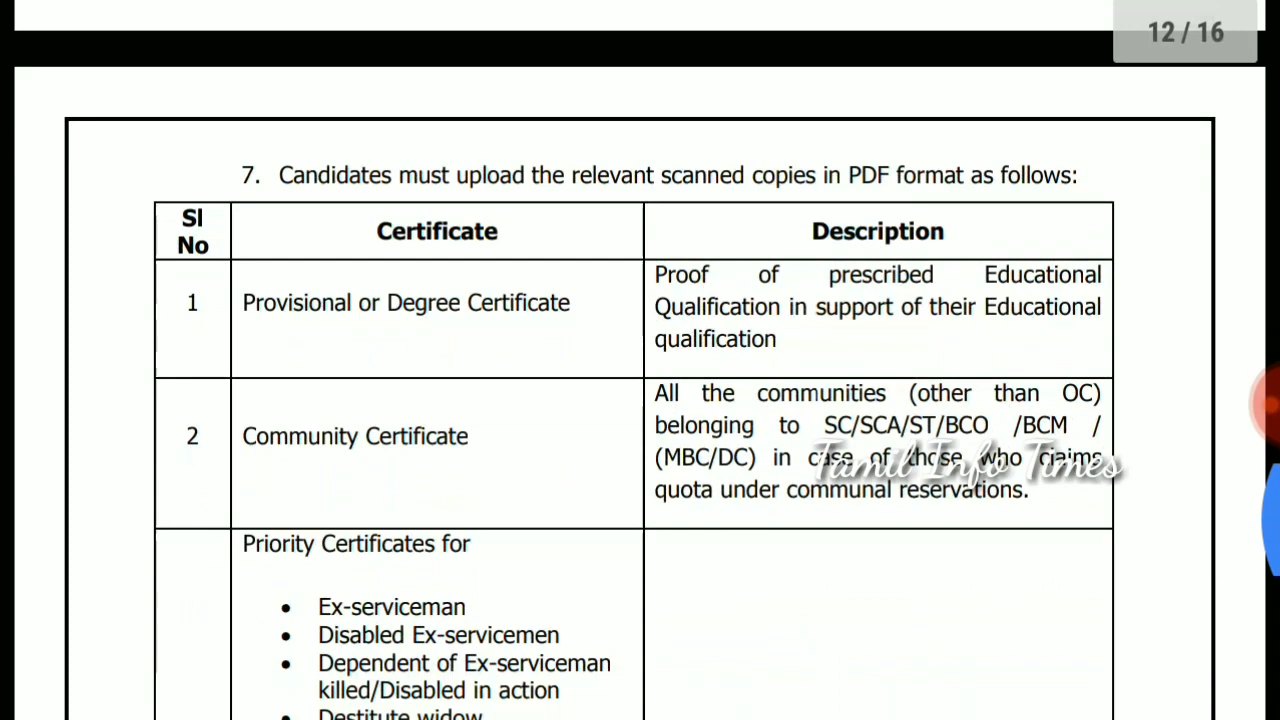 12 / 16
7. Candidates must upload the relevant scanned copies in PDF format as follows:
Sl No
Certificate
Description
1
Provisional or Degree Certificate
Proof of prescribed Educational
Qualification in support of their Educational
qualification
2
Community Certificate
All the communities (other than OC)
belonging to SC/SCA/ST/BCO /BCM /
(MBC/DC) in case of those who claims
quota under communal reservations.
Tamil Info Times
Priority Certificates for
• Ex-serviceman
• Disabled Ex-servicemen
• Dependent of Ex-serviceman
killed/Disabled in action
• Destitute widow